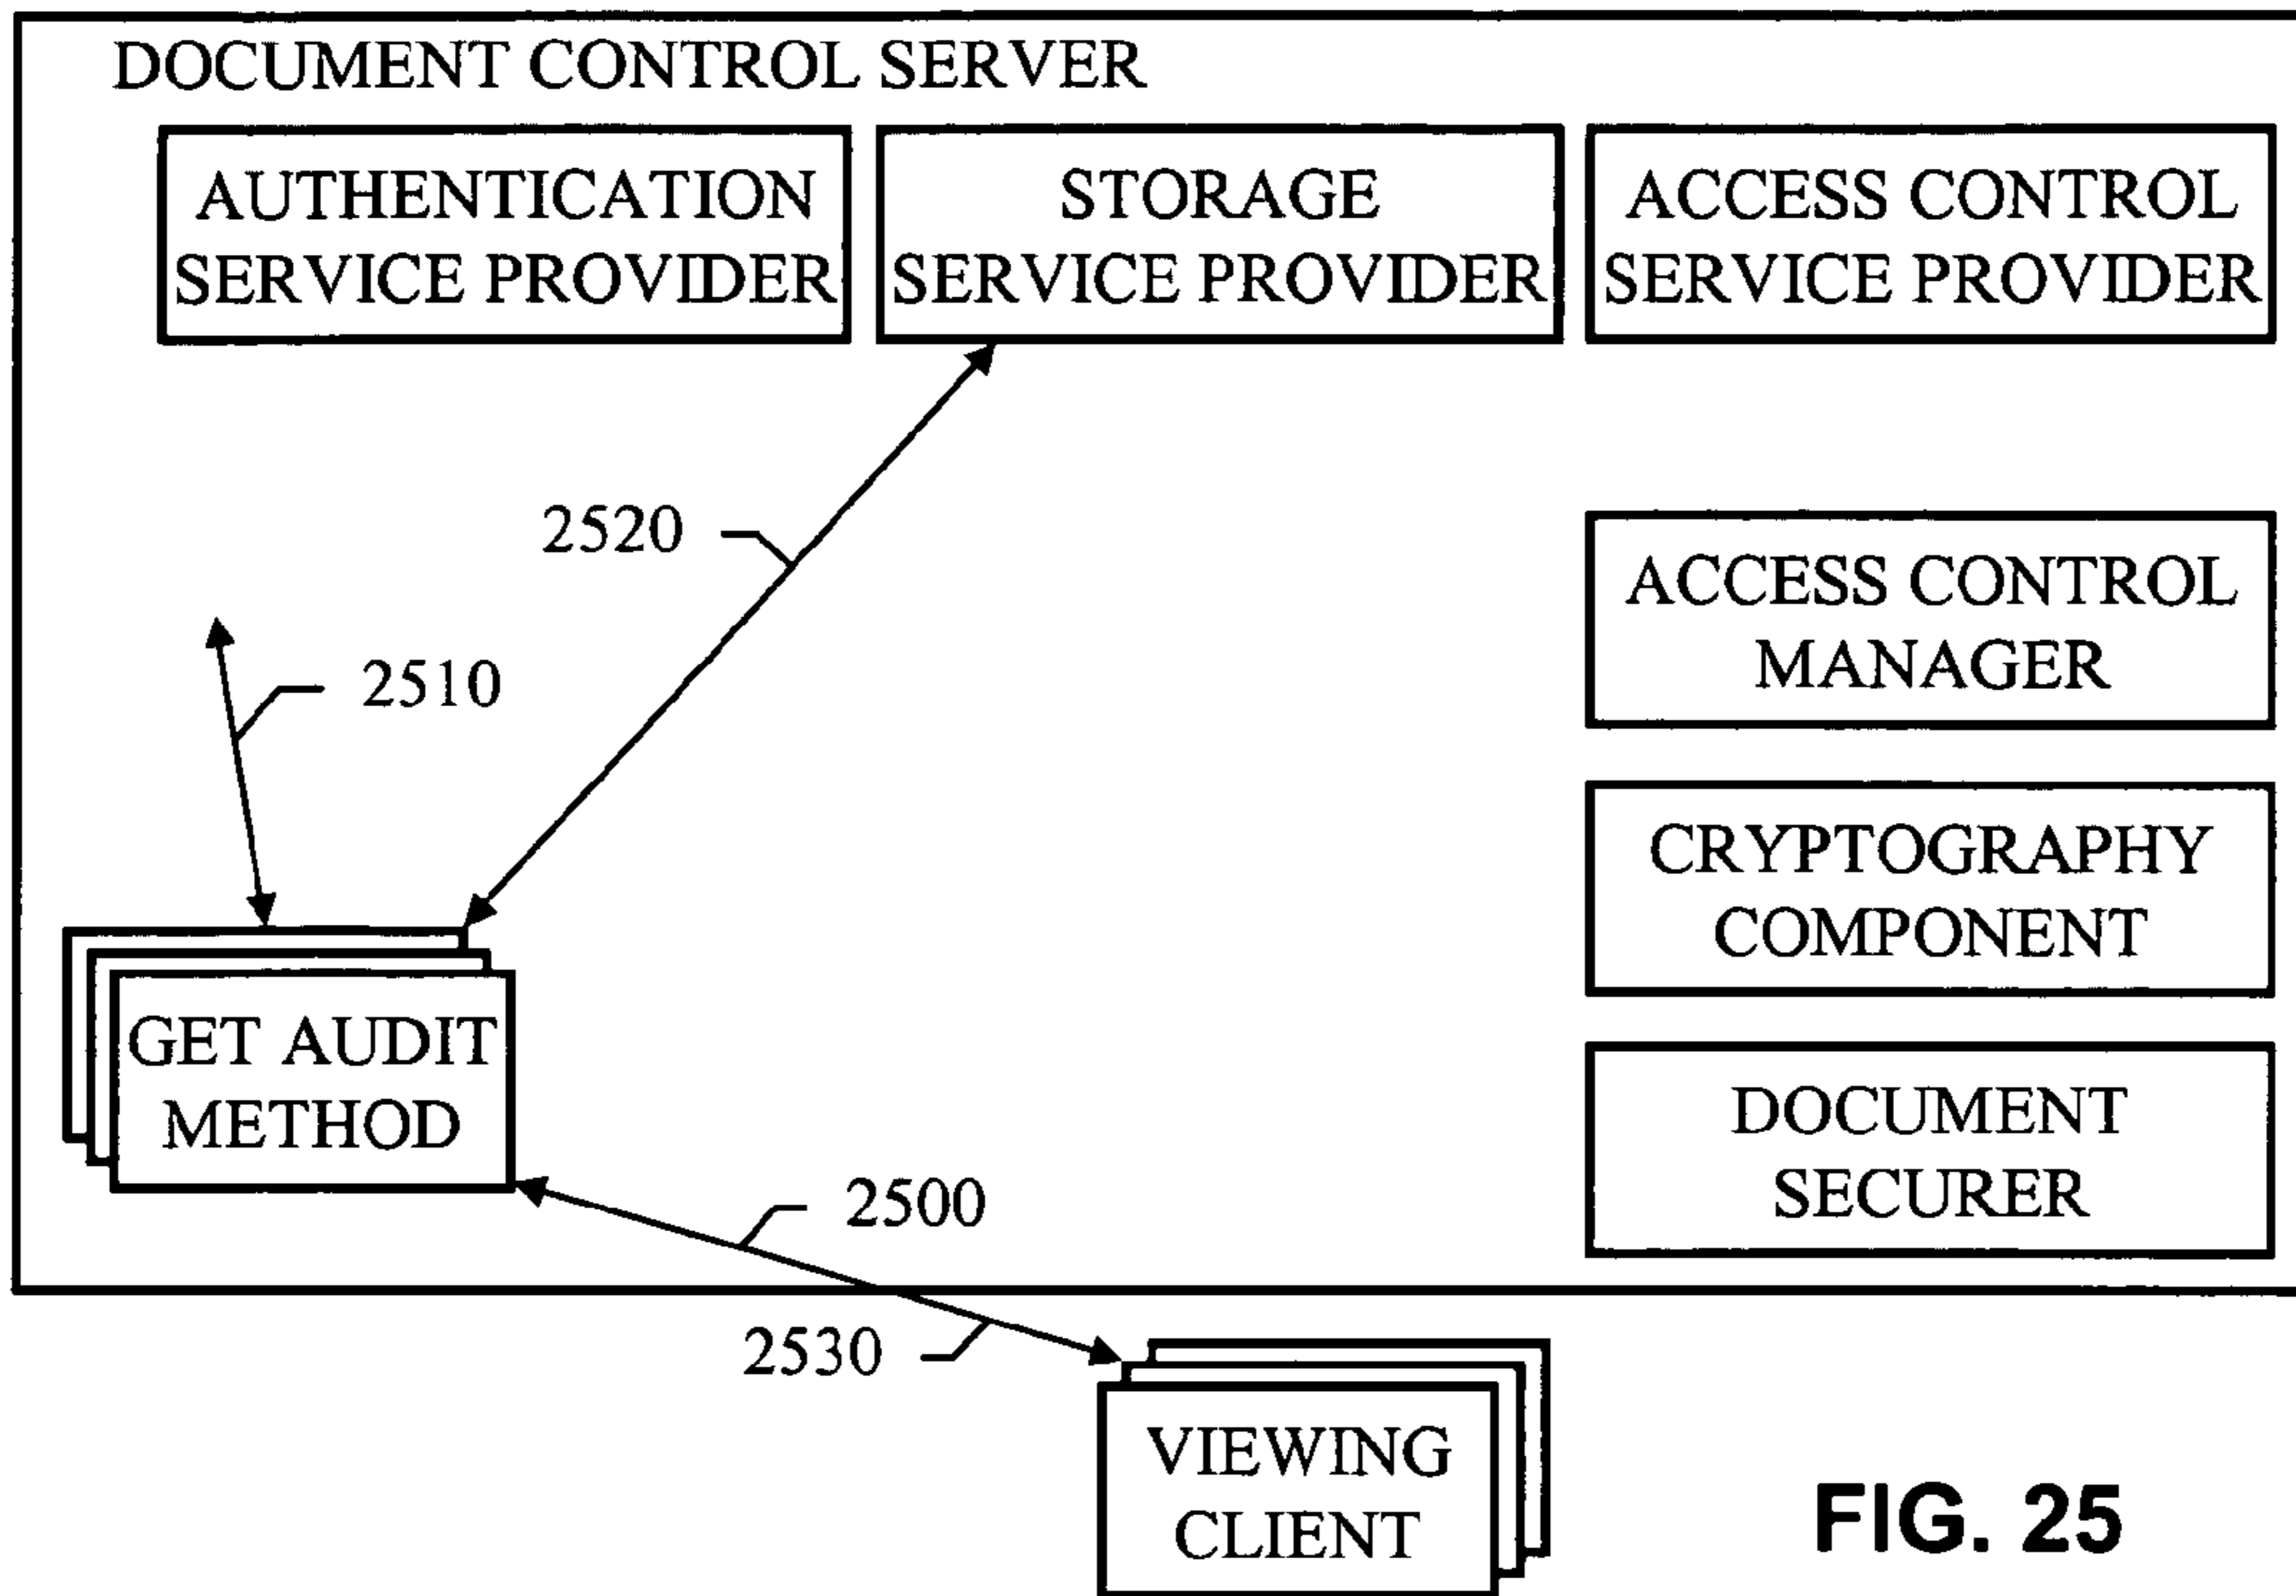 DOCUMENT CONTROL SERVER
AUTHENTICATION
SERVICE PROVIDER
STORAGE
SERVICE PROVIDER
ACCESS CONTROL
SERVICE PROVIDER
2520
ACCESS CONTROL
MANAGER
2510
CRYPTOGRAPHY
COMPONENT
GET AUDIT
METHOD
DOCUMENT
SECURER
2500
2530
VIEWING
CLIENT
FIG. 25